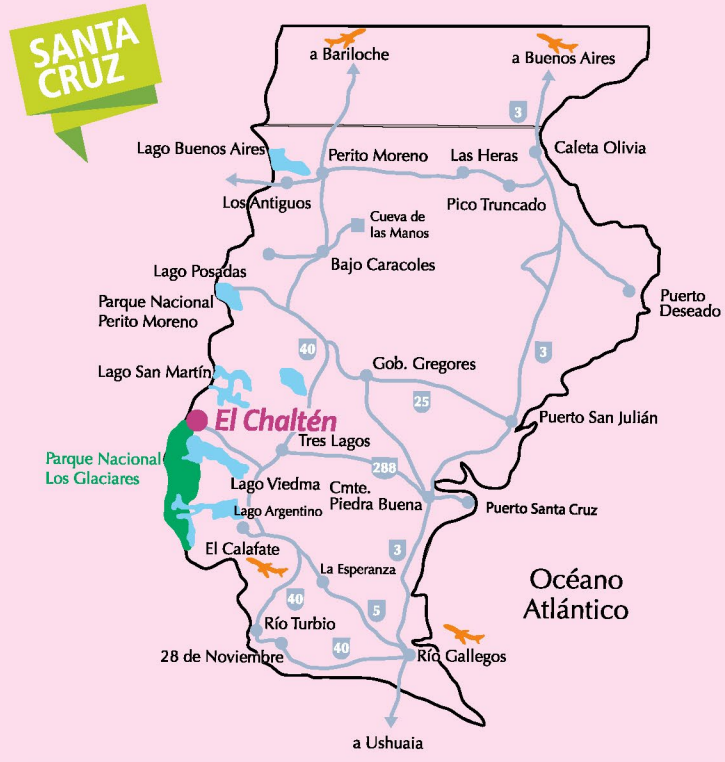 SANTA
CRUZ
a Bariloche
a Buenos Aires
3
Lago Buenos Aires
Perito Moreno
Las Heras
Caleta Olivia
Los Antiguos
Pico Truncado
Cueva de
las Manos
Lago Posadas
Bajo Caracoles
Parque Nacional
Perito Moreno
Puerto
Deseado
40
3
Lago San Martín
Gob. Gregores
25
El Chaltén
Puerto San Julián
Tres Lagos
Parque Nacional
Los Glaciares
288
Lago Viedma
Cmte.
Piedra Buena
Lago Argentino
Puerto Santa Cruz
El Calafate
3
La Esperanza
Océano
Atlántico
40
5
Río Turbio
28 de Noviembre
40
Río Gallegos
a Ushuaia